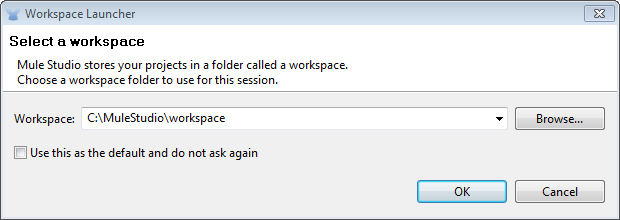 Workspace Launcher
Select a workspace
Mule Studio stores your projects in a folder called a workspace.
Choose a workspace folder to use for this session.
Workspace: C:\MuleStudio\workspace Browse...
Use this as the default and do not ask again
OK Cancel